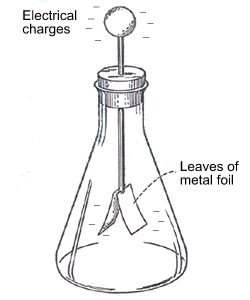 Electrical
charges
Leaves of
metal foil